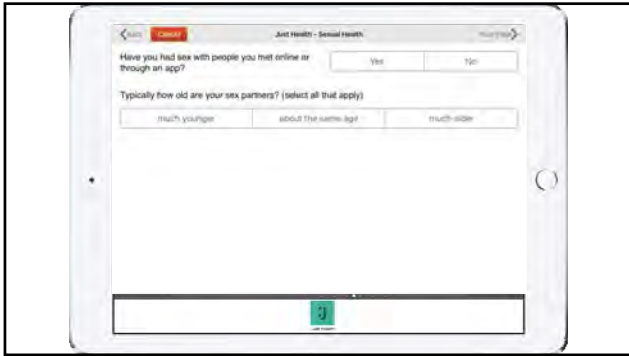 Back Cancel Just Health - Sexual Health
Have you had sex with people you met online or
through an app?
Yes No
Typically how old are your sex partners? (select all that apply)
much younger about the same age much older